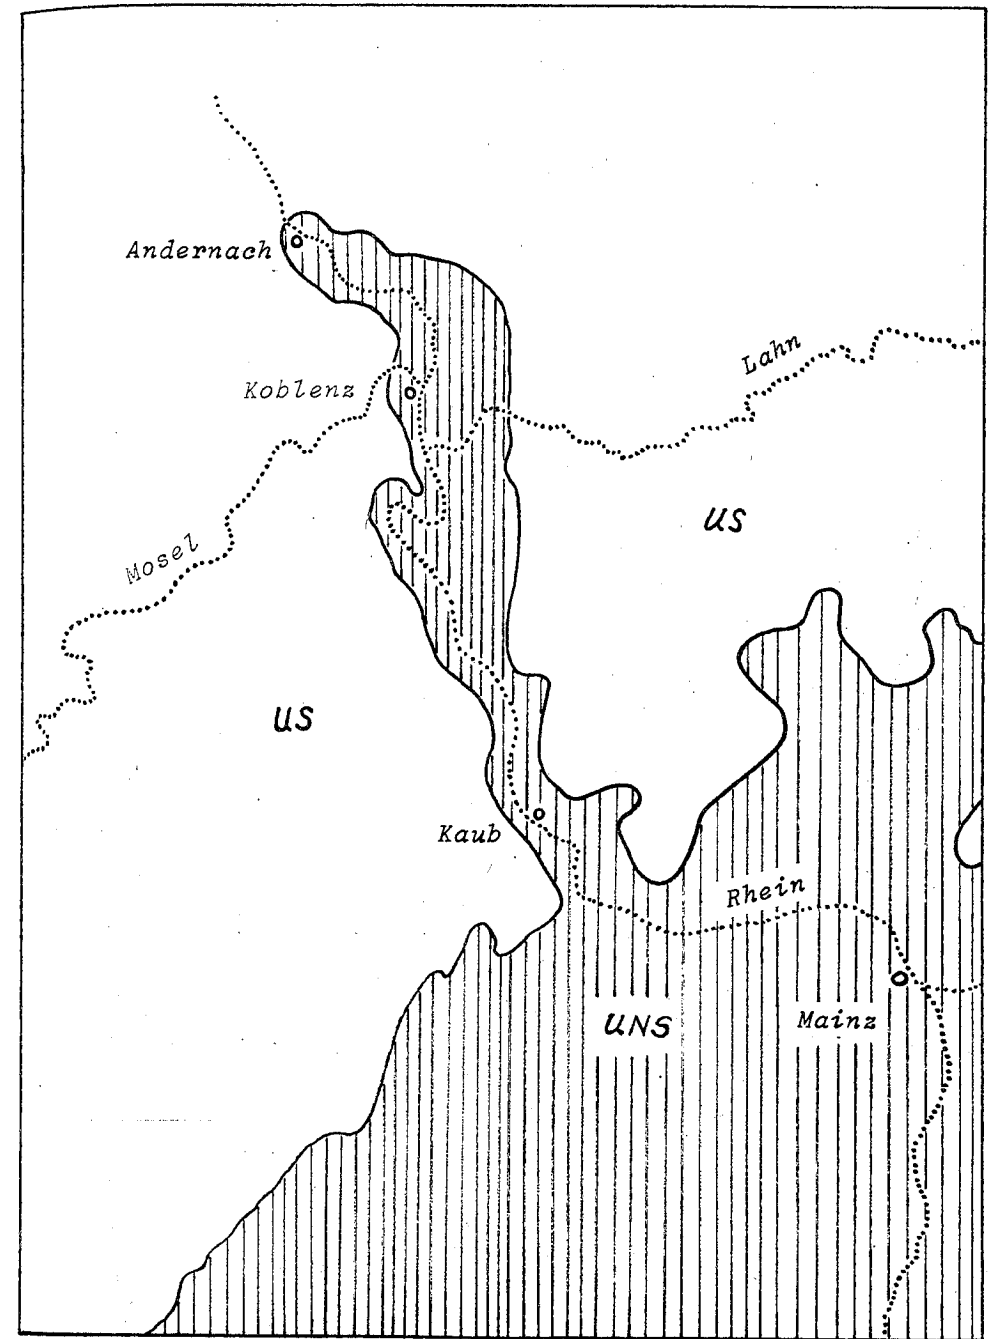 Andernach
Lahn
Koblenz
US
Mosel
US
Kaub
Rhein
UNS
Mainz